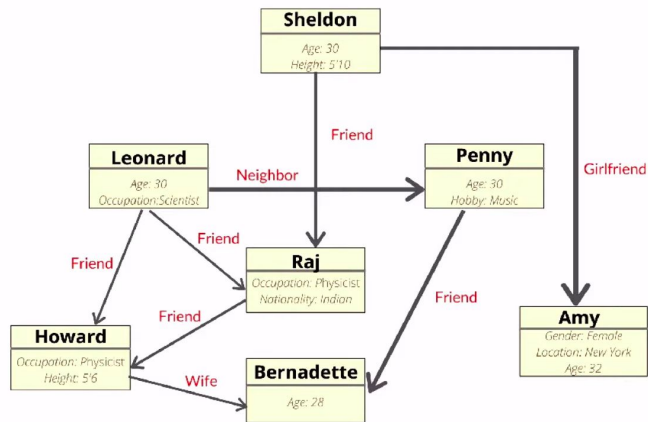 Sheldon
Age: 30
Height: 5'10
Friend
Girlfriend
Leonard
Age: 30
Occupation:Scientist
Neighbor
Penny
Age: 30
Hobby: Music
Friend
Friend
Raj
Occupation: Physicist
Nationality: Indian
Friend
Friend
Howard
Occupation: Physicist
Height: 5'6
Wife
Bernadette
Age: 28
Amy
Gender: Female
Location: New York
Age: 32